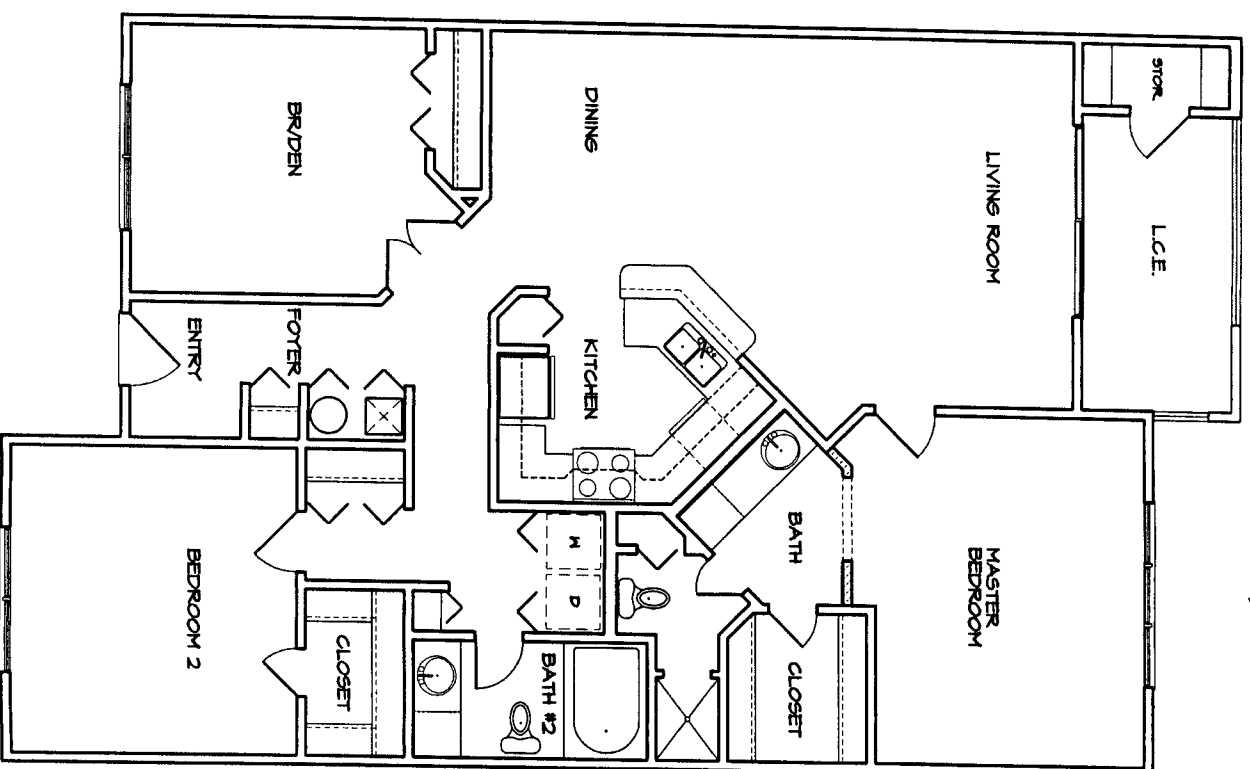 STOR.
L.C.E.
LIVING ROOM
DINING
BR/DEN
MASTER
BEDROOM
BATH
CLOSET
KITCHEN
FOYER
ENTRY
W
D
BATH #2
CLOSET
BEDROOM 2